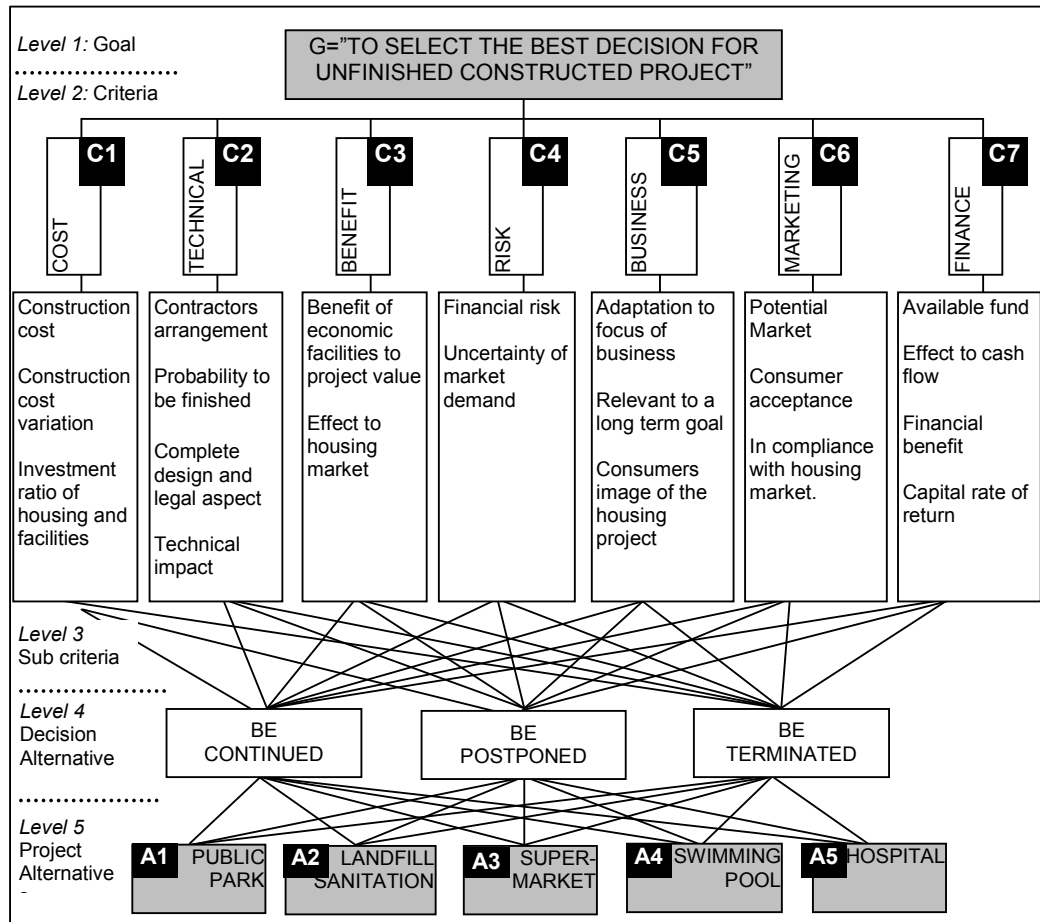 Level 1: Goal
G="TO SELECT THE BEST DECISION FOR
UNFINISHED CONSTRUCTED PROJECT"
Level 2: Criteria
C1
COST
C2
TECHNICAL
C3
BENEFIT
C4
RISK
C5
BUSINESS
C6
MARKETING
C7
FINANCE
Construction
cost
Construction
cost
variation
Investment
ratio of
housing and
facilities
Contractors
arrangement
Probability to
be finished
Complete
design and
legal aspect
Technical
impact
Benefit of
economic
facilities to
project value
Effect to
housing
market
Financial risk
Uncertainty of
market
demand
Adaptation to
focus of
business
Relevant to a
long term goal
Consumers
image of the
housing
project
Potential
Market
Consumer
acceptance
In compliance
with housing
market.
Available fund
Effect to cash
flow
Financial
benefit
Capital rate of
return
Level 3
Sub criteria
Level 4
Decision
Alternative
BE
CONTINUED
BE
POSTPONED
BE
TERMINATED
Level 5
Project
Alternative
A1 PUBLIC
PARK
A2 LANDFILL
SANITATION
A3 SUPER-
MARKET
A4 SWIMMING
POOL
A5 HOSPITAL